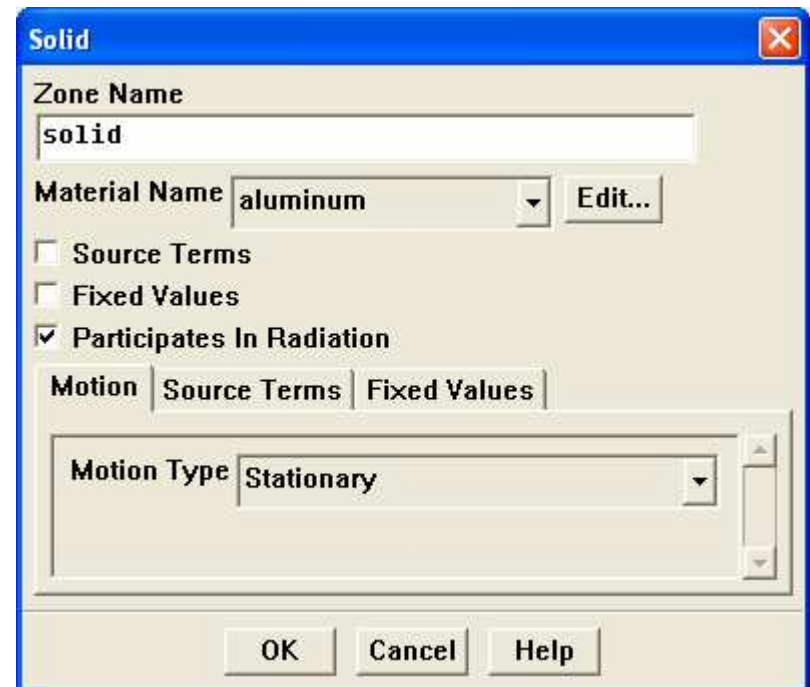 Solid
Zone Name
solid
Material Name aluminum Edit...
Source Terms
Fixed Values
Participates In Radiation
Motion Source Terms Fixed Values
Motion Type Stationary
OK Cancel Help